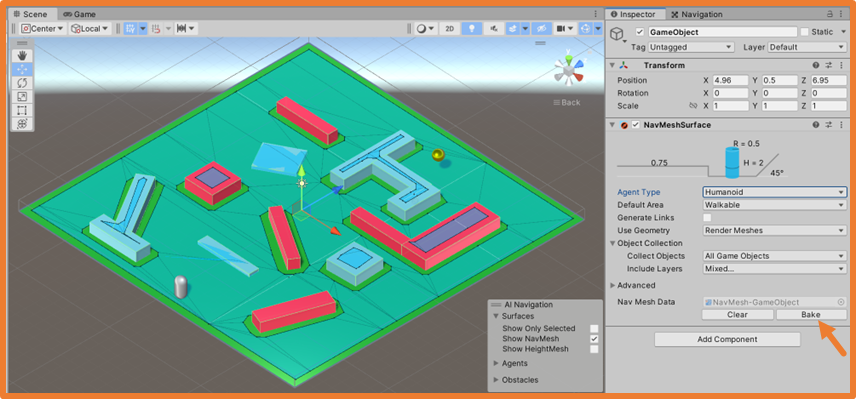 Scene Game
Center Local
2D
Back
AI Navigation
Surfaces
Show Only Selected
Show NavMesh
Show HeightMesh
Agents
Obstacles
Inspector Navigation
GameObject Static
Tag Untagged Layer Default
Transform
Position X 4.96 Y 0.5 Z 6.95
Rotation X 0 Y 0 Z 0
Scale X 1 Y 1 Z 1
NavMeshSurface
R = 0.5
0.75 H = 2
45°
Agent Type Humanoid
Default Area Walkable
Generate Links
Use Geometry Render Meshes
Object Collection
Collect Objects All Game Objects
Include Layers Mixed...
Advanced
Nav Mesh Data NavMesh-GameObject
Clear Bake
Add Component